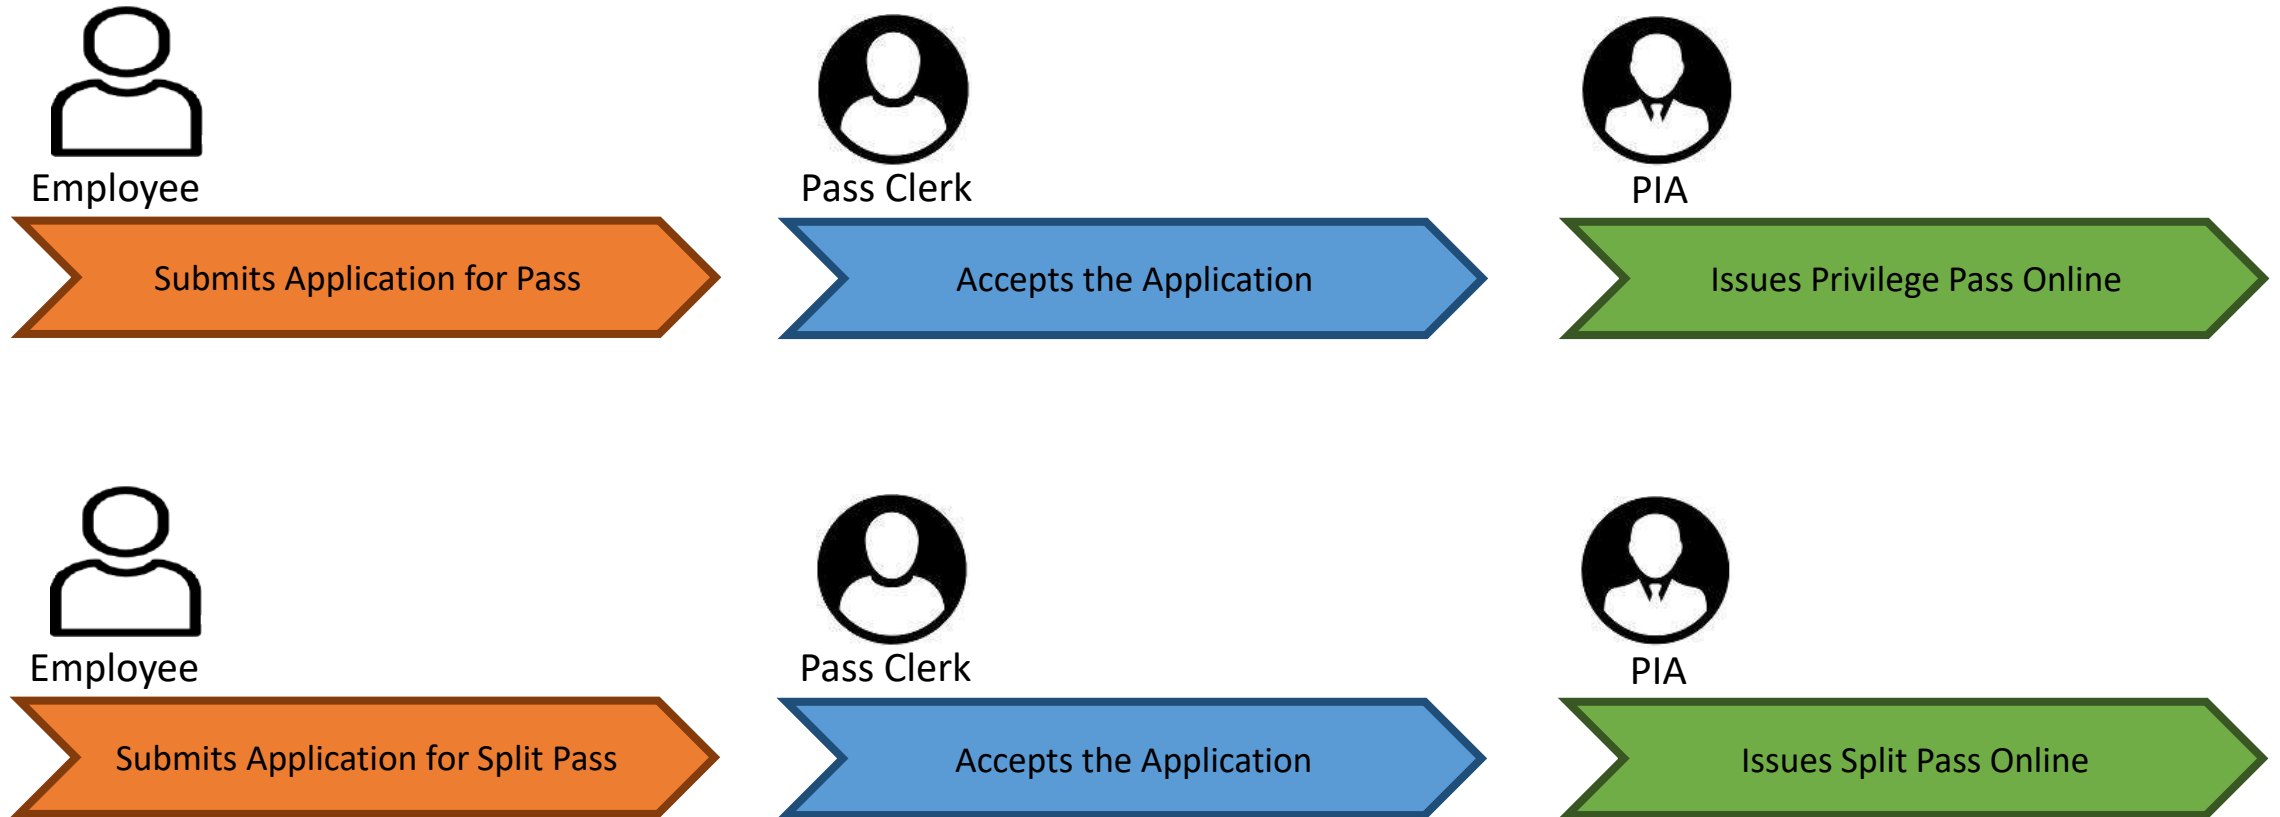 Employee
Pass Clerk
PIA
Submits Application for Pass
Accepts the Application
Issues Privilege Pass Online
Employee
Pass Clerk
PIA
Submits Application for Split Pass
Accepts the Application
Issues Split Pass Online